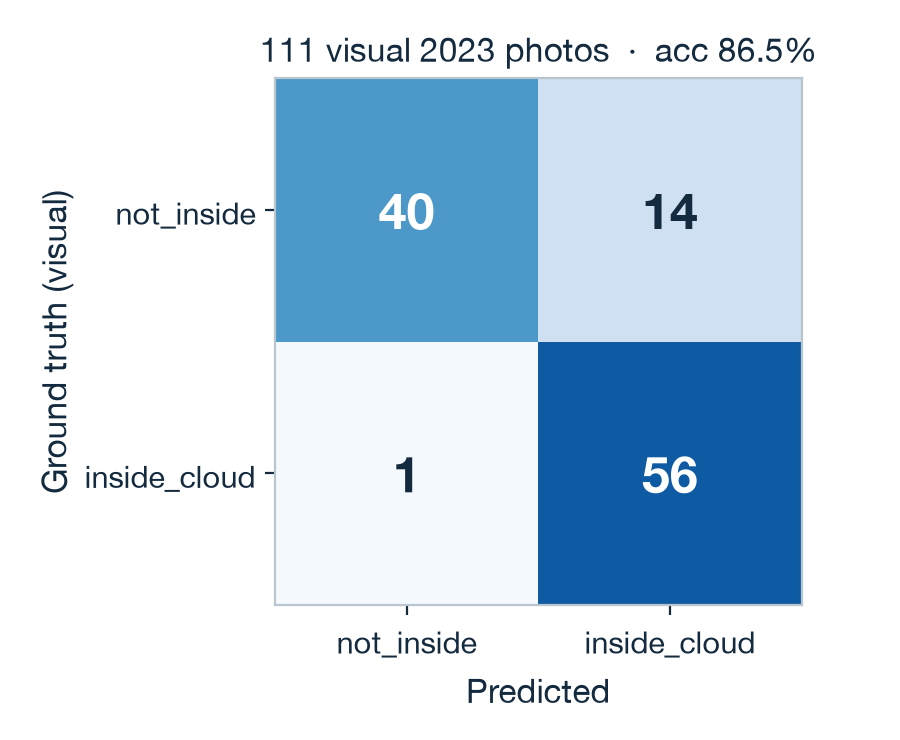 111 visual 2023 photos · acc 86.5%
Ground truth (visual)
not_inside
40
14
inside_cloud
1
56
not_inside
inside_cloud
Predicted